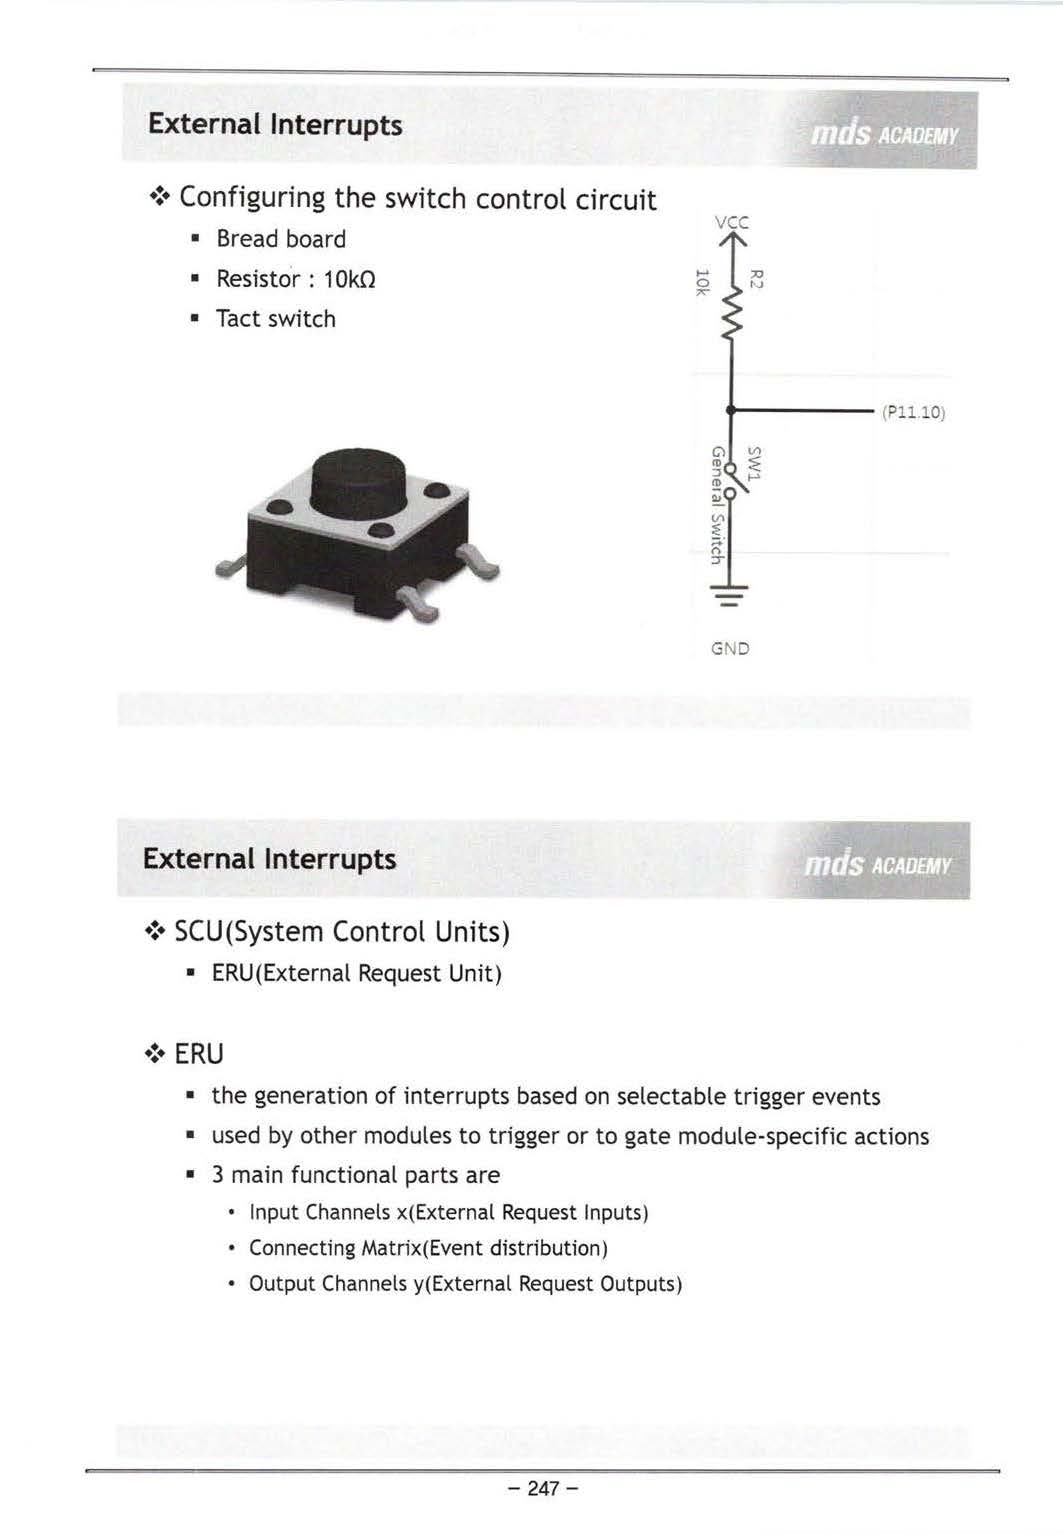 External Interrupts
mds ACADEMY
❖ Configuring the switch control circuit
▪ Bread board
▪ Resistor : 10kΩ
▪ Tact switch
VCC
R2
10k
(P11.10)
SW1
General Switch
GND
External Interrupts
mds ACADEMY
❖ SCU(System Control Units)
▪ ERU(External Request Unit)
❖ ERU
▪ the generation of interrupts based on selectable trigger events
▪ used by other modules to trigger or to gate module-specific actions
▪ 3 main functional parts are
• Input Channels x(External Request Inputs)
• Connecting Matrix(Event distribution)
• Output Channels y(External Request Outputs)
– 247 –